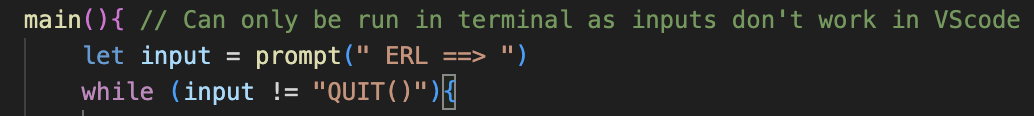 main(){ // Can only be run in terminal as inputs don't work in VScode
let input = prompt(" ERL ==> ")
while (input != "QUIT()"){